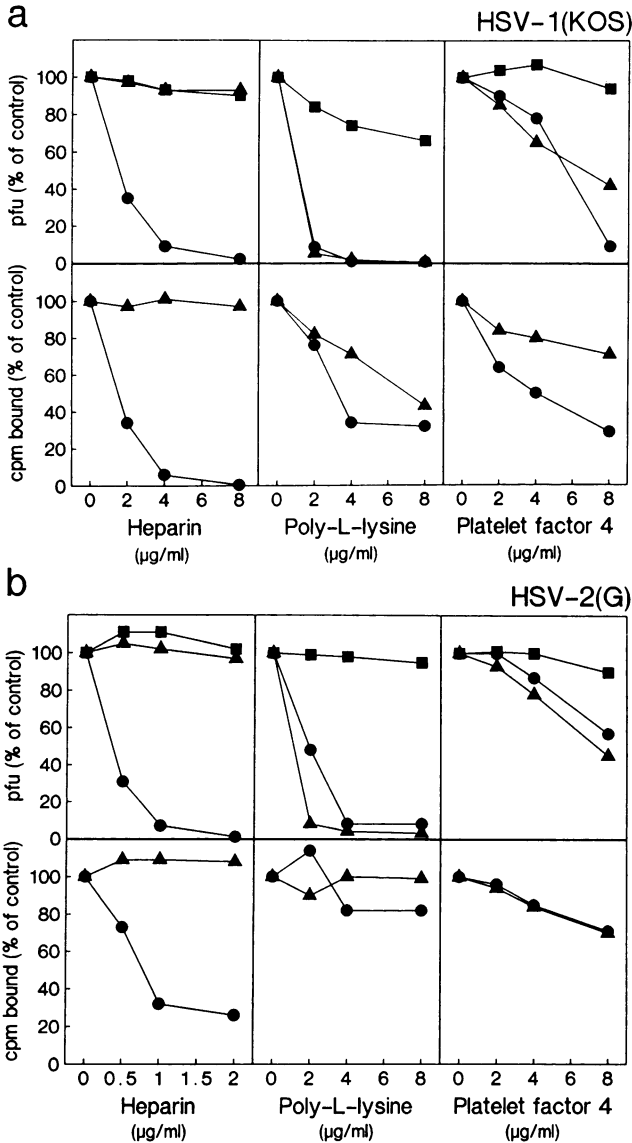 a
HSV-1(KOS)
pfu (% of control)
100
80
60
40
20
0
cpm bound (% of control)
100
80
60
40
20
0
0 2 4 6 8 0 2 4 6 8 0 2 4 6 8
Heparin Poly-L-lysine Platelet factor 4
(µg/ml) (µg/ml) (µg/ml)
b
HSV-2(G)
pfu (% of control)
100
80
60
40
20
0
cpm bound (% of control)
100
80
60
40
20
0
0 0.5 1 1.5 2 0 2 4 6 8 0 2 4 6 8
Heparin Poly-L-lysine Platelet factor 4
(µg/ml) (µg/ml) (µg/ml)